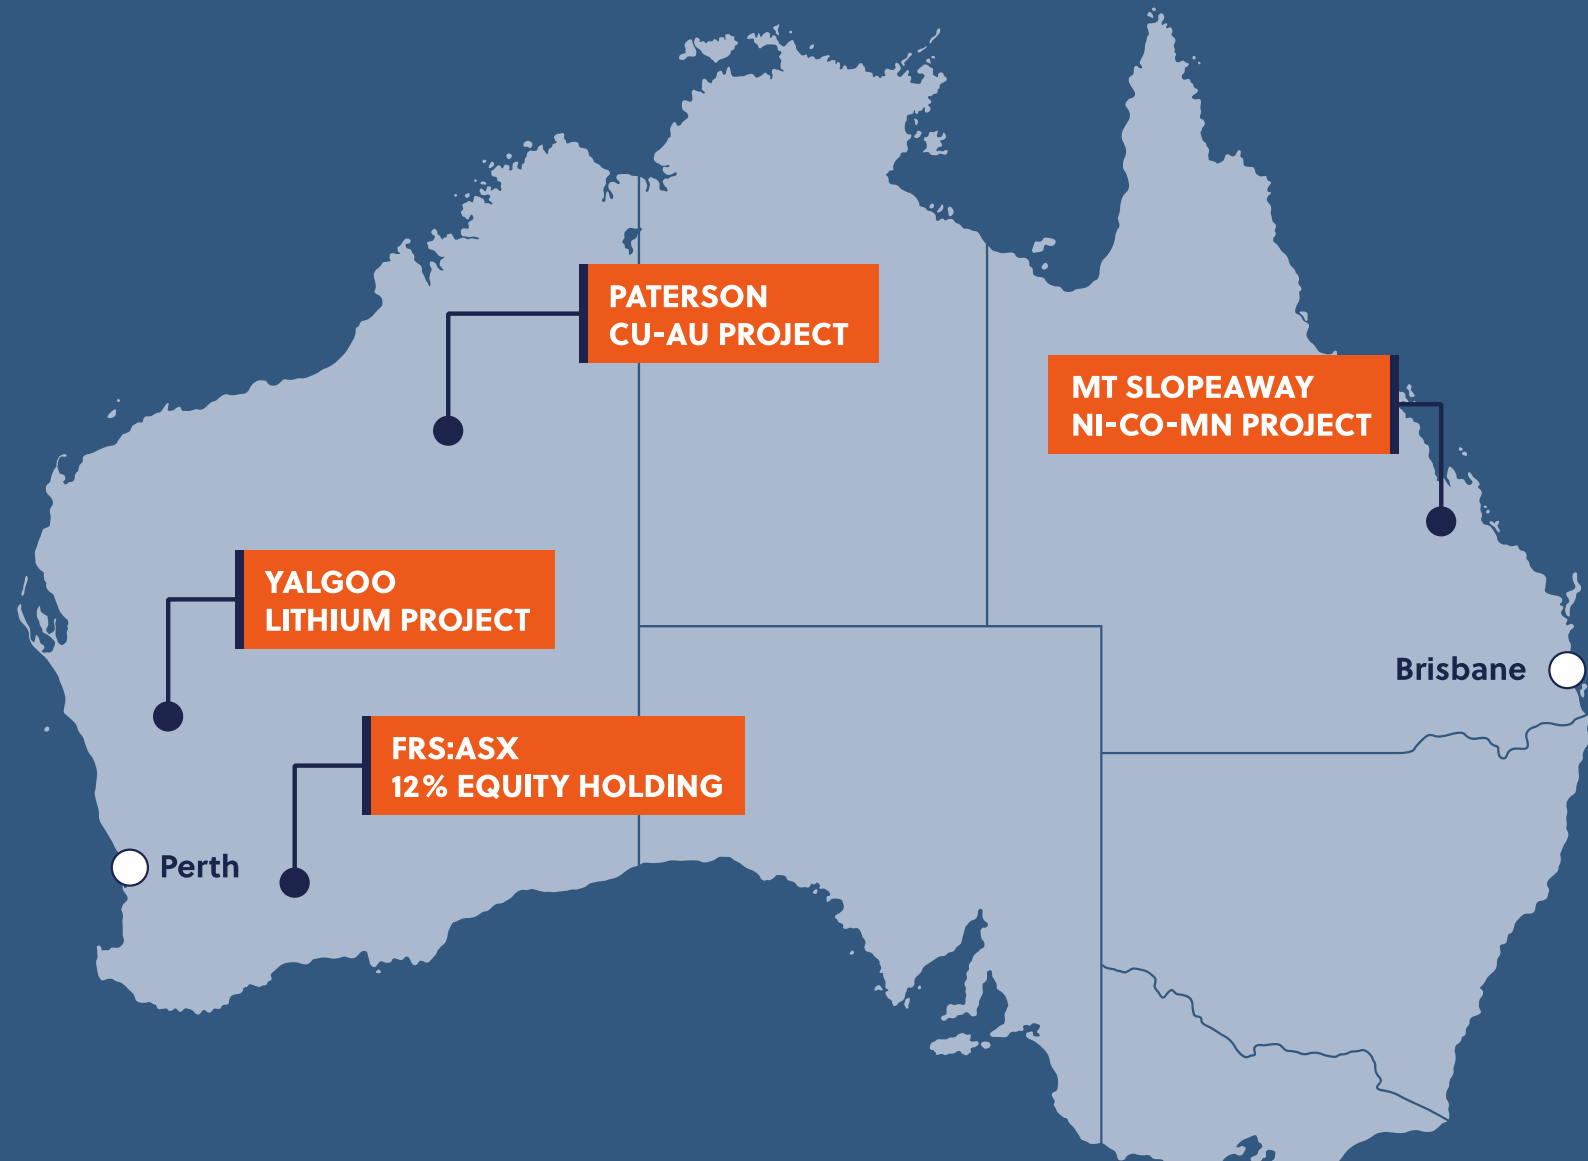 PATERSON
CU-AU PROJECT
MT SLOPEAWAY
NI-CO-MN PROJECT
YALGOO
LITHIUM PROJECT
Brisbane
FRS:ASX
12% EQUITY HOLDING
Perth